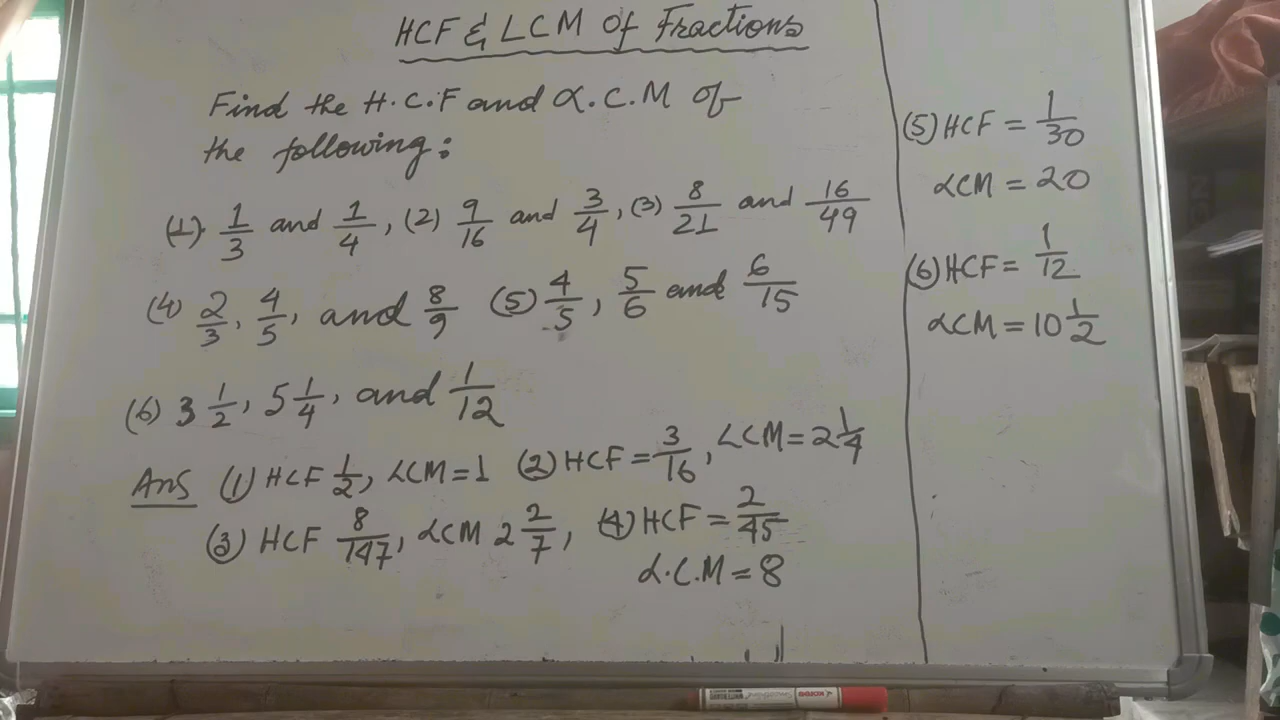 HCF & LCM Of Fractions
Find the H.C.F and L.C.M of
the following:
(1) 1/3 and 1/4, (2) 9/16 and 3/4, (3) 8/21 and 16/49
(4) 2/3, 4/5, and 8/9 (5) 4/5, 5/6 and 6/15
(6) 3 1/2, 5 1/4, and 1/12
Ans (1) HCF 1/2, LCM=1 (2) HCF = 3/16, LCM = 2 1/4
(3) HCF 8/147, LCM 2 2/7, (4) HCF = 2/45
L.C.M = 8
(5) HCF = 1/30
LCM = 20
(6) HCF = 1/12
LCM = 10 1/2